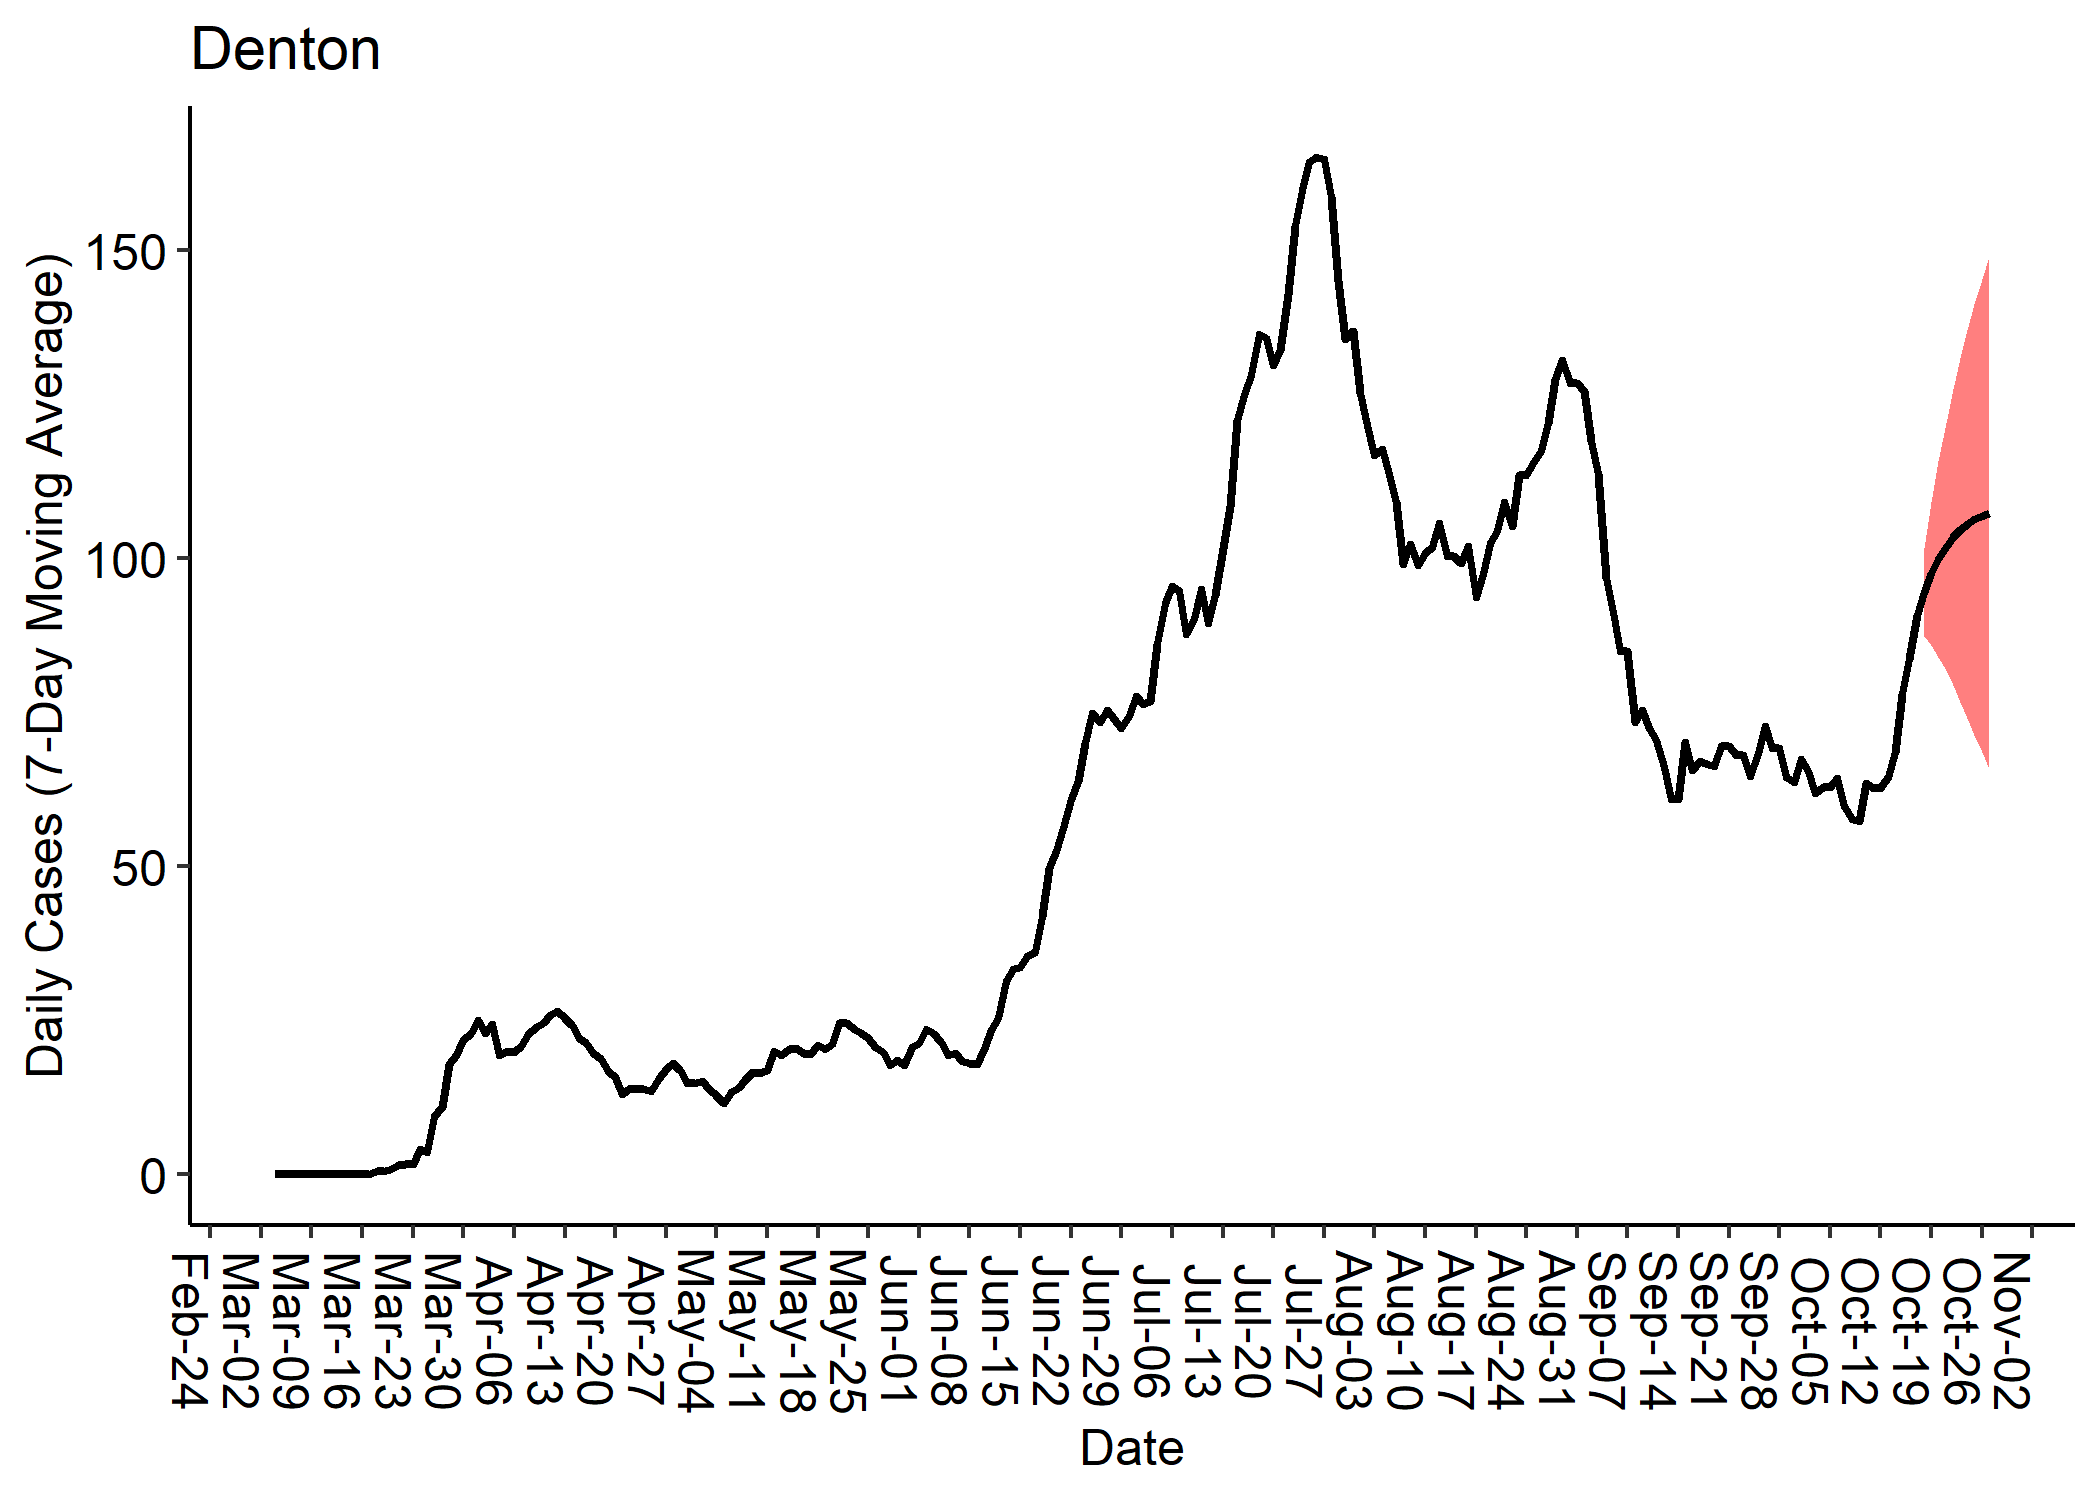 Denton
Daily Cases (7-Day Moving Average)
150
100
50
0
Feb-24
Mar-02
Mar-09
Mar-16
Mar-23
Mar-30
Apr-06
Apr-13
Apr-20
Apr-27
May-04
May-11
May-18
May-25
Jun-01
Jun-08
Jun-15
Jun-22
Jun-29
Jul-06
Jul-13
Jul-20
Jul-27
Aug-03
Aug-10
Aug-17
Aug-24
Aug-31
Sep-07
Sep-14
Sep-21
Sep-28
Oct-05
Oct-12
Oct-19
Oct-26
Nov-02
Date